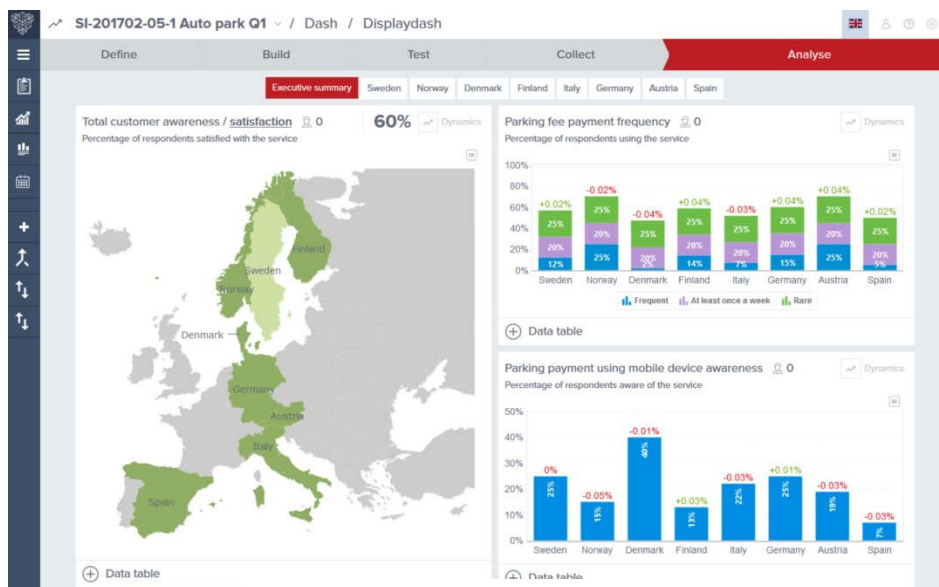 SI-201702-05-1 Auto park Q1 / Dash / Displaydash
Define Build Test Collect Analyse
Executive summary Sweden Norway Denmark Finland Italy Germany Austria Spain
Total customer awareness / satisfaction 0 60% Dynamics
Percentage of respondents satisfied with the service
Finland
Sweden
Norway
Denmark
Germany
Austria
Italy
Spain
Data table
Parking fee payment frequency 0 Dynamics
Percentage of respondents using the service
100%
80%
60%
40%
20%
0%
+0.02% -0.02% -0.04% +0.04% -0.03% +0.04% +0.04% +0.02%
25% 25% 25% 25% 25% 25% 25% 25%
20% 20% 20% 20% 20% 20% 20% 20%
12% 25% 2% 14% 7% 15% 25% 5%
Sweden Norway Denmark Finland Italy Germany Austria Spain
Frequent At least once a week Rare
Data table
Parking payment using mobile device awareness 0 Dynamics
Percentage of respondents aware of the service
50%
40%
30%
20%
10%
0%
0% -0.05% -0.01% +0.03% -0.03% +0.01% -0.03% -0.03%
25% 15% 40% 13% 22% 25% 19% 7%
Sweden Norway Denmark Finland Italy Germany Austria Spain
Data table